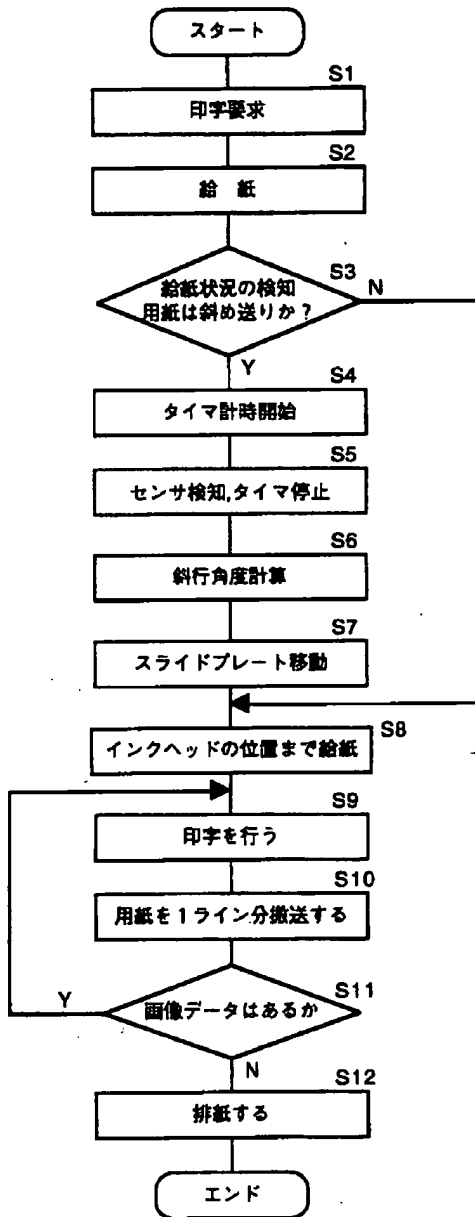 スタート
S1
印字要求
S2
給 紙
S3
給紙状況の検知
用紙は斜め送りか？
N
Y
S4
タイマ計時開始
S5
センサ検知,タイマ停止
S6
斜行角度計算
S7
スライドプレート移動
S8
インクヘッドの位置まで給紙
S9
印字を行う
S10
用紙を１ライン分搬送する
S11
画像データはあるか
Y
N
S12
排紙する
エンド